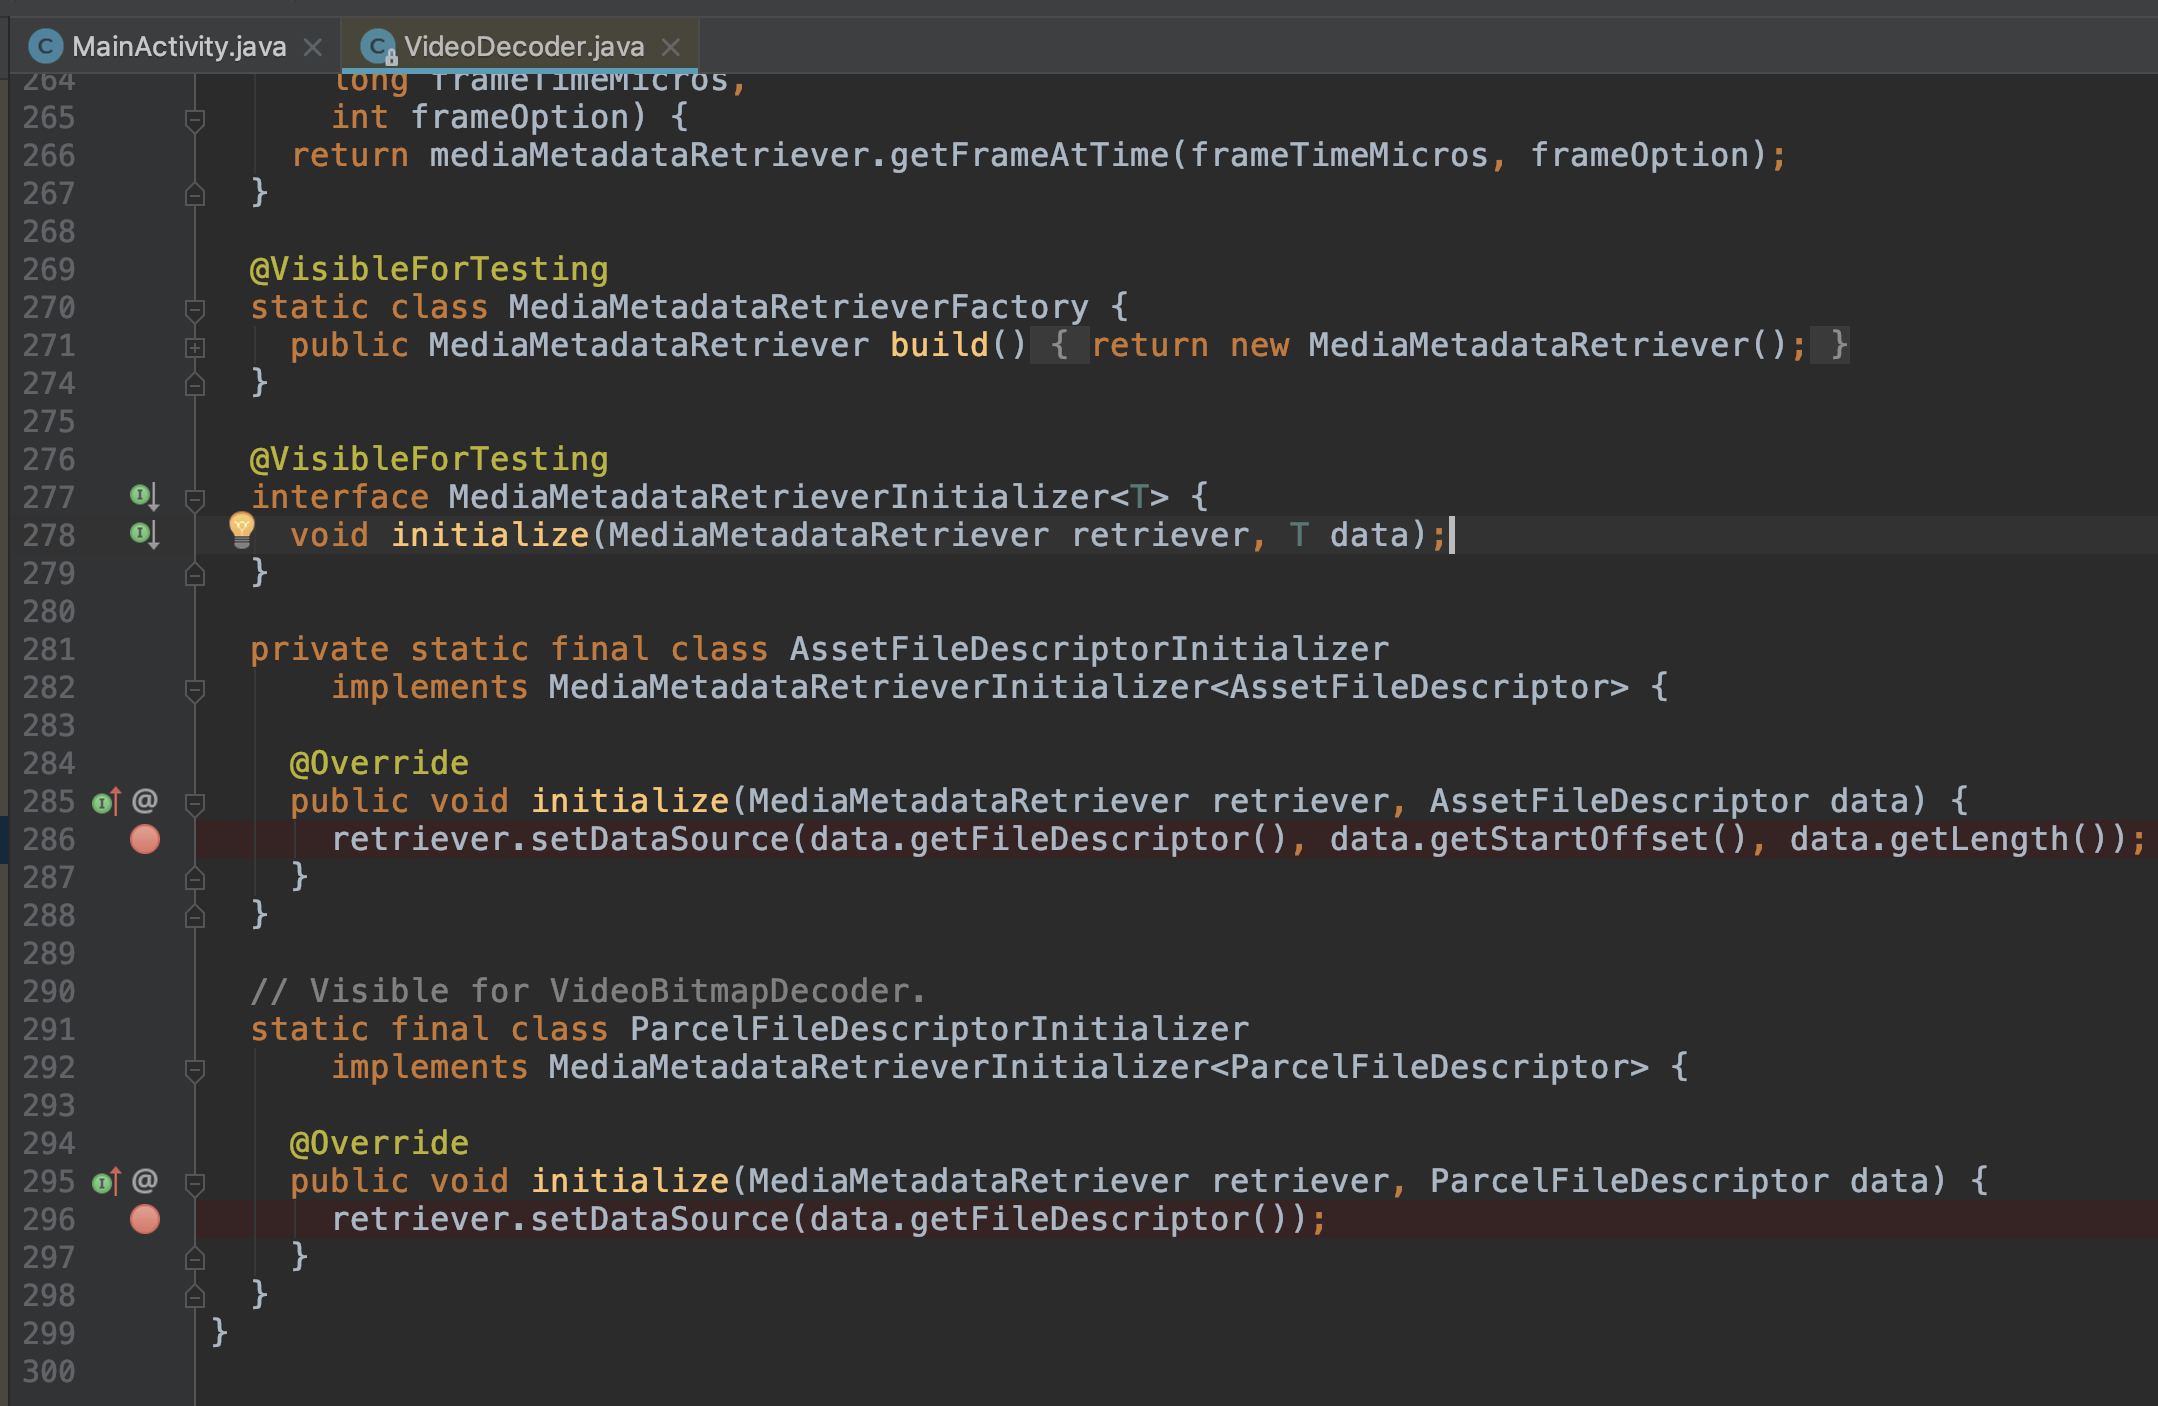 MainActivity.java
VideoDecoder.java
264 long frameTimeMicros,
265 int frameOption) {
266 return mediaMetadataRetriever.getFrameAtTime(frameTimeMicros, frameOption);
267 }
268
269 @VisibleForTesting
270 static class MediaMetadataRetrieverFactory {
271 public MediaMetadataRetriever build() { return new MediaMetadataRetriever(); }
274 }
275
276 @VisibleForTesting
277 interface MediaMetadataRetrieverInitializer<T> {
278 void initialize(MediaMetadataRetriever retriever, T data);
279 }
280
281 private static final class AssetFileDescriptorInitializer
282 implements MediaMetadataRetrieverInitializer<AssetFileDescriptor> {
283
284 @Override
285 @ public void initialize(MediaMetadataRetriever retriever, AssetFileDescriptor data) {
286 retriever.setDataSource(data.getFileDescriptor(), data.getStartOffset(), data.getLength());
287 }
288 }
289
290 // Visible for VideoBitmapDecoder.
291 static final class ParcelFileDescriptorInitializer
292 implements MediaMetadataRetrieverInitializer<ParcelFileDescriptor> {
293
294 @Override
295 @ public void initialize(MediaMetadataRetriever retriever, ParcelFileDescriptor data) {
296 retriever.setDataSource(data.getFileDescriptor());
297 }
298 }
299 }
300